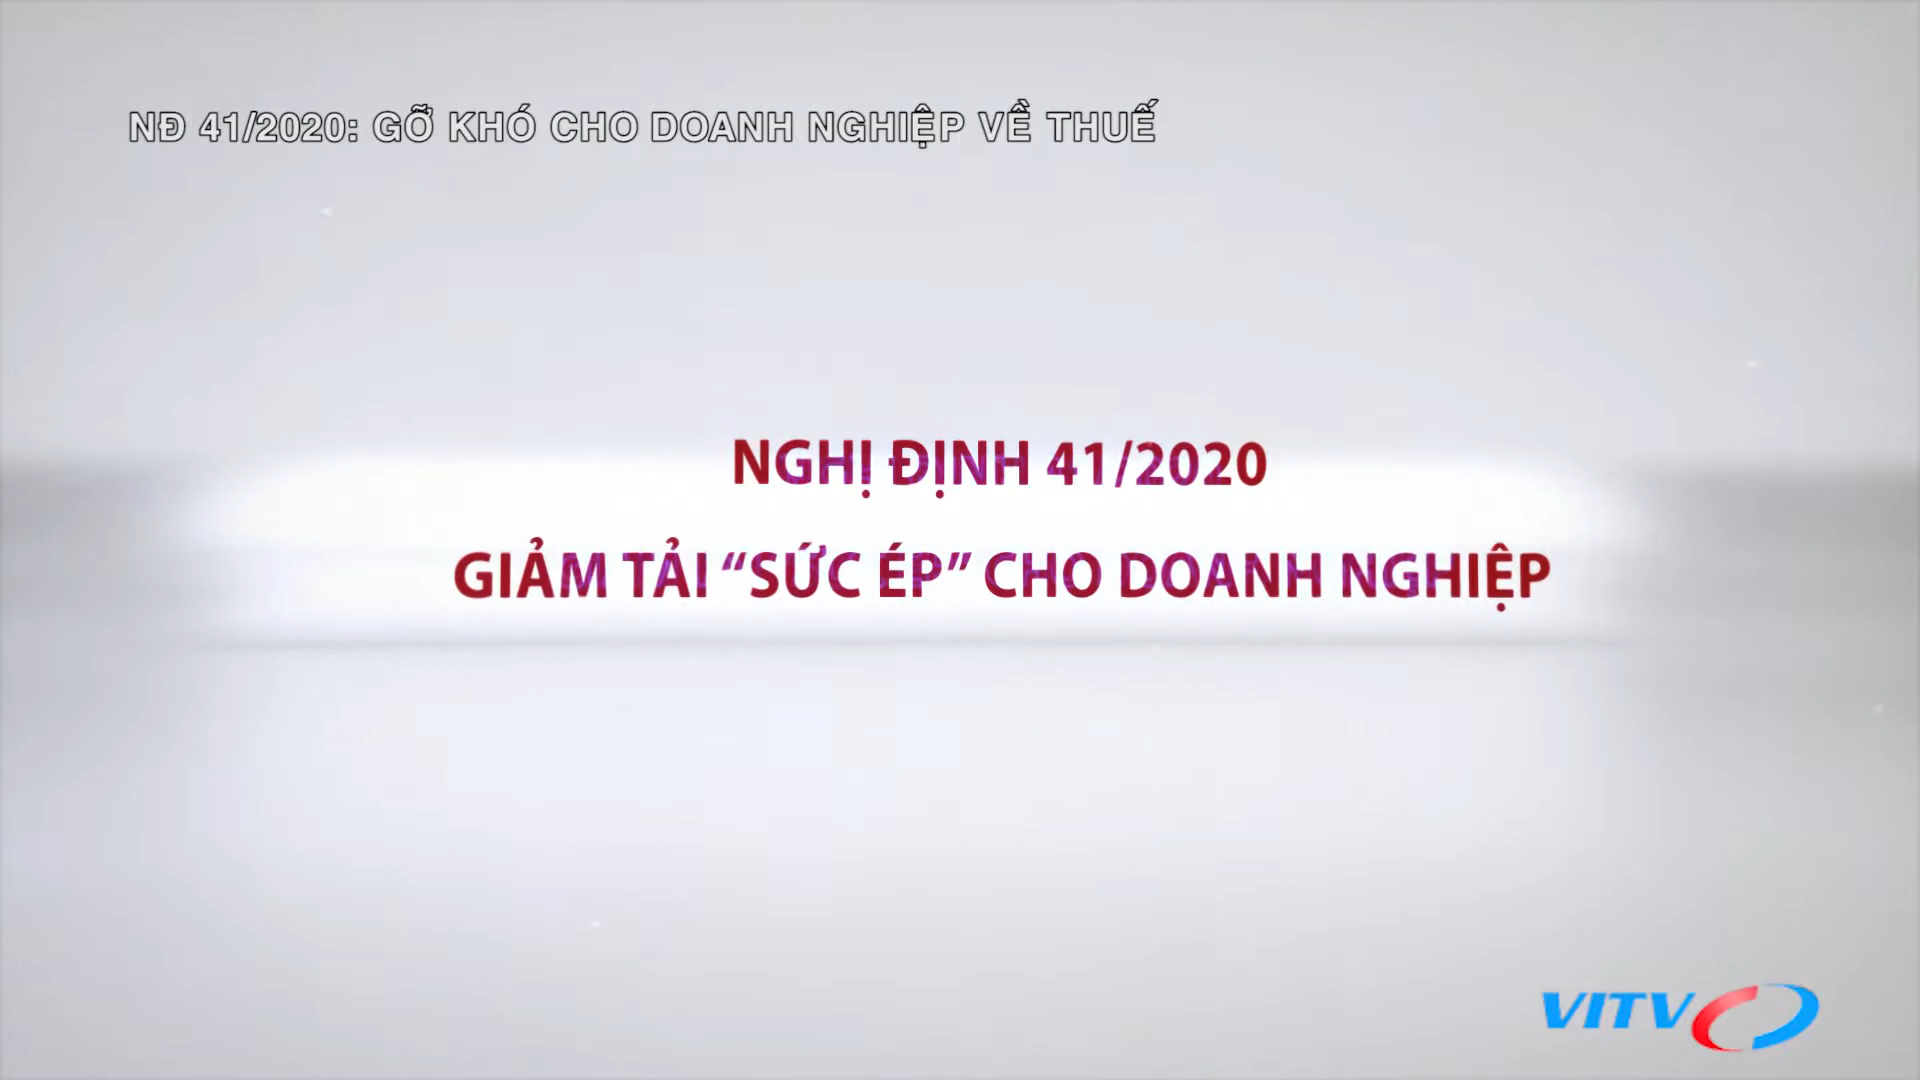 NĐ 41/2020: GỠ KHÓ CHO DOANH NGHIỆP VỀ THUẾ
NGHỊ ĐỊNH 41/2020
GIẢM TẢI “SỨC ÉP” CHO DOANH NGHIỆP
VITV